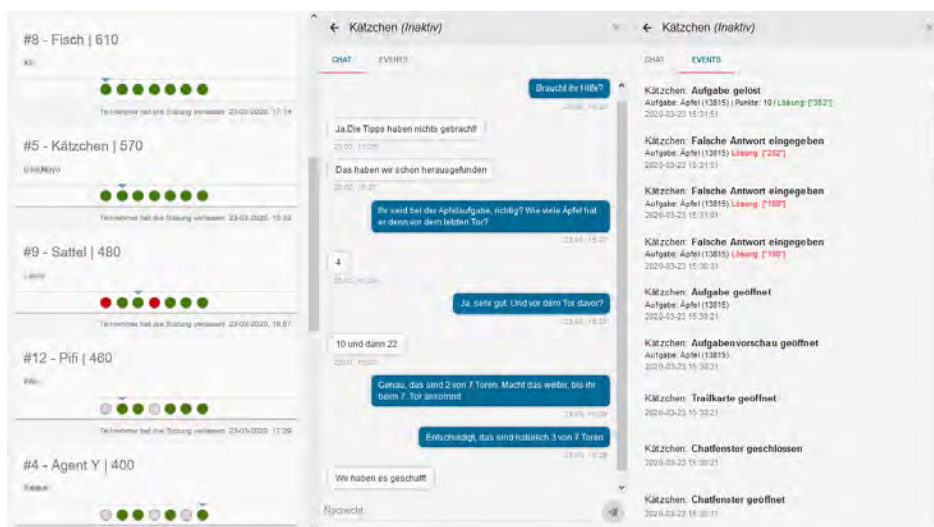 #8 - Fisch | 610
Teilnehmer hat die Sitzung verlassen: 23-03-2020, 17:14
#5 - Kätzchen | 570
Teilnehmer hat die Sitzung verlassen: 23-03-2020,
#9 - Sattel | 480
Teilnehmer hat die Sitzung verlassen: 23-03-2020, 16:57
#12 - Pifi | 460
Teilnehmer hat die Sitzung verlassen: 23-03-2020, 17:29
#4 - Agent Y | 400
Kätzchen (Inaktiv)
CHAT EVENTS
Braucht ihr Hilfe?
Ja.Die Tipps haben nichts gebracht!
Das haben wir schon herausgefunden
23.03, 15:27
Ihr seid bei der Apfelaufgabe, richtig? Wie viele Äpfel hat
er denn vor dem letzten Tor?
23.03, 15:27
4
Ja, sehr gut. Und vor dem Tor davor?
10 und dann 22
Genau, das sind 2 von 7 Toren. Macht das weiter, bis ihr
beim 7. Tor ankommt
Entschuldigt, das sind natürlich 3 von 7 Toren
Wir haben es geschafft
Nachricht
Kätzchen (Inaktiv)
CHAT EVENTS
Kätzchen: Aufgabe gelöst
Aufgabe: Äpfel (13815) | Punkte: 10 | Lösung: ["382"]
2020-03-23 15:31:51
Kätzchen: Falsche Antwort eingegeben
Aufgabe: Äpfel (13815) Lösung:
2020-03-23 15:31:51
Kätzchen: Falsche Antwort eingegeben
Aufgabe: Äpfel (13815) Lösung:
2020-03-23 15:31:01
Kätzchen: Falsche Antwort eingegeben
Aufgabe: Äpfel (13815) Lösung: ["190"]
2020-03-23 15:30:31
Kätzchen: Aufgabe geöffnet
Aufgabe: Äpfel (13815)
2020-03-23 15:30:21
Kätzchen: Aufgabenvorschau geöffnet
Aufgabe: Äpfel (13815)
2020-03-23 15:30:21
Kätzchen: Trailkarte geöffnet
2020-03-23 15:30:21
Kätzchen: Chatfenster geschlossen
2020-03-23 15:30:21
Kätzchen: Chatfenster geöffnet
2020-03-23 15:30:21